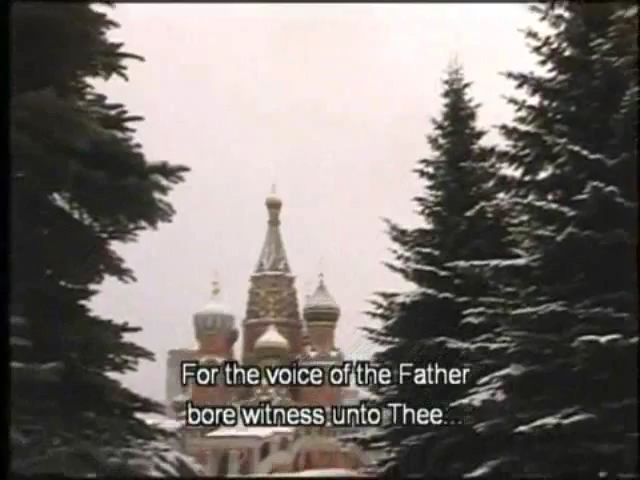 For the voice of the Father
bore witness unto Thee...